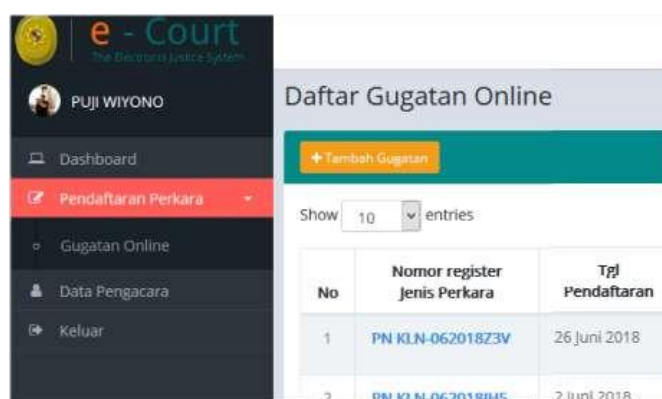 e - Court
The Electronic Justice System
PUJI WIYONO
Dashboard
Pendaftaran Perkara
Gugatan Online
Data Pengacara
Keluar
Daftar Gugatan Online
+Tambah Gugatan
Show 10 entries
No
Nomor register
Jenis Perkara
Tgl
Pendaftaran
1 PN KLN-062018Z3V 26 Juni 2018
2 2 Juni 2018